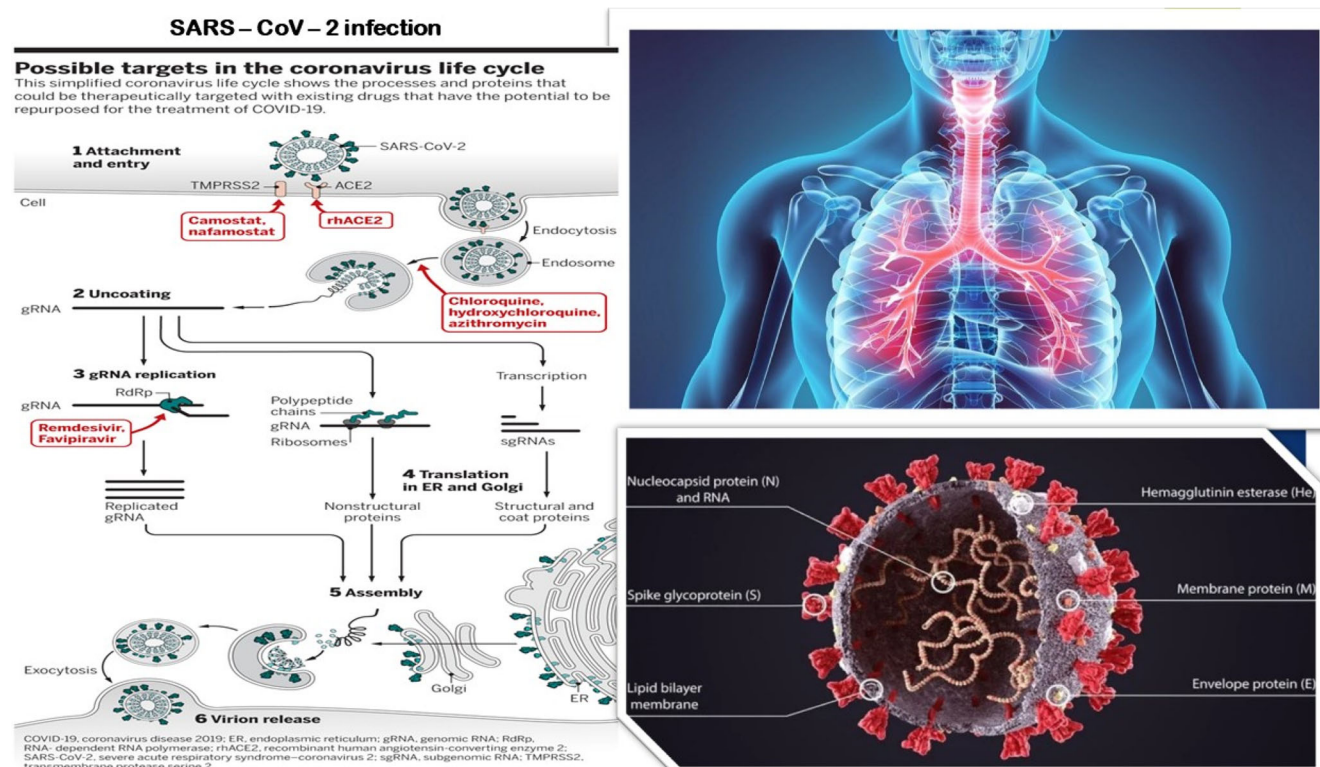 SARS – CoV – 2 infection
Possible targets in the coronavirus life cycle
This simplified coronavirus life cycle shows the processes and proteins that
could be therapeutically targeted with existing drugs that have the potential to be
repurposed for the treatment of COVID-19.
1 Attachment
and entry
SARS-CoV-2
TMPRSS2
ACE2
Cell
Camostat,
nafamostat
rhACE2
Endocytosis
Endosome
2 Uncoating
gRNA
Chloroquine,
hydroxychloroquine,
azithromycin
3 gRNA replication
Transcription
RdRp
gRNA
Polypeptide
chains
gRNA
Ribosomes
Remdesivir,
Favipiravir
sgRNAs
4 Translation
in ER and Golgi
Replicated
gRNA
Nonstructural
proteins
Structural and
coat proteins
5 Assembly
Exocytosis
Golgi
ER
6 Virion release
COVID-19, coronavirus disease 2019; ER, endoplasmic reticulum; gRNA, genomic RNA; RdRp,
RNA- dependent RNA polymerase; rhACE2, recombinant human angiotensin-converting enzyme 2;
SARS-CoV-2, severe acute respiratory syndrome–coronavirus 2; sgRNA, subgenomic RNA; TMPRSS2,
transmembrane protease serine 2
Nucleocapsid protein (N)
and RNA
Hemagglutinin esterase (He)
Spike glycoprotein (S)
Membrane protein (M)
Lipid bilayer
membrane
Envelope protein (E)